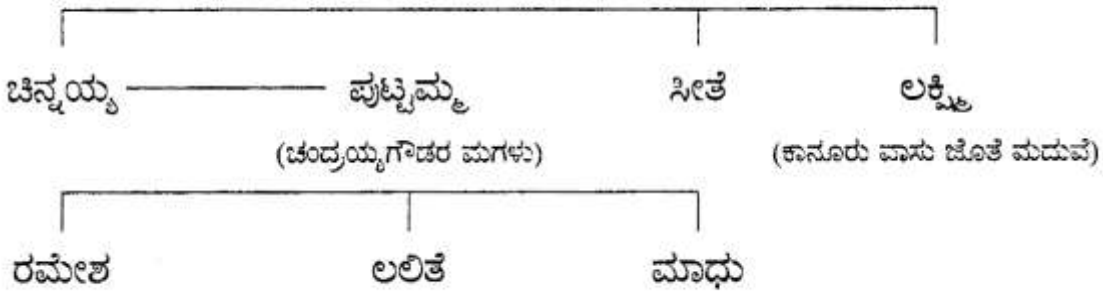 ಚಿನ್ನಯ್ಯ ಪುಟ್ಟಮ್ಮ ಸೀತೆ ಲಕ್ಷ್ಮಿ
(ಚಂದ್ರಯ್ಯಗೌಡರ ಮಗಳು) (ಕಾನೂರು ವಾಸು ಜೊತೆ ಮದುವೆ)
ರಮೇಶ ಲಲಿತೆ ಮಾಧು